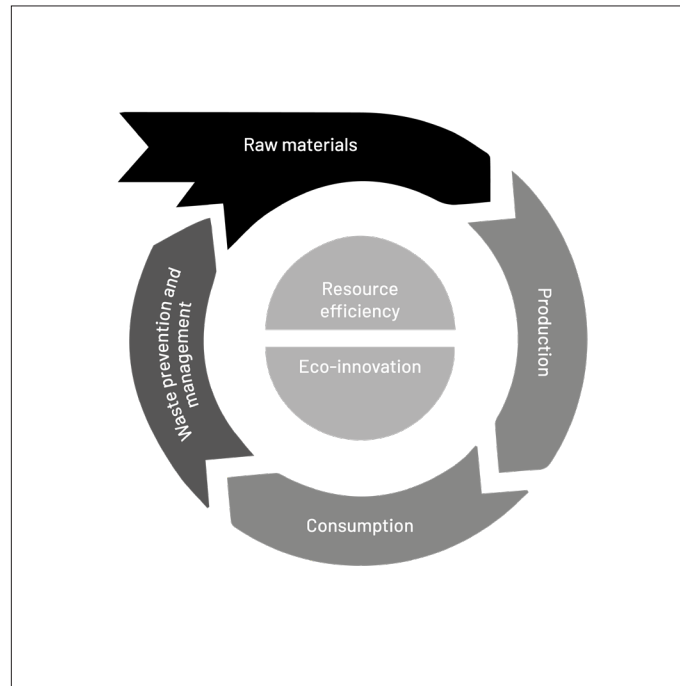 Raw materials
Production
Consumption
Waste prevention and
management
Resource
efficiency
Eco-innovation